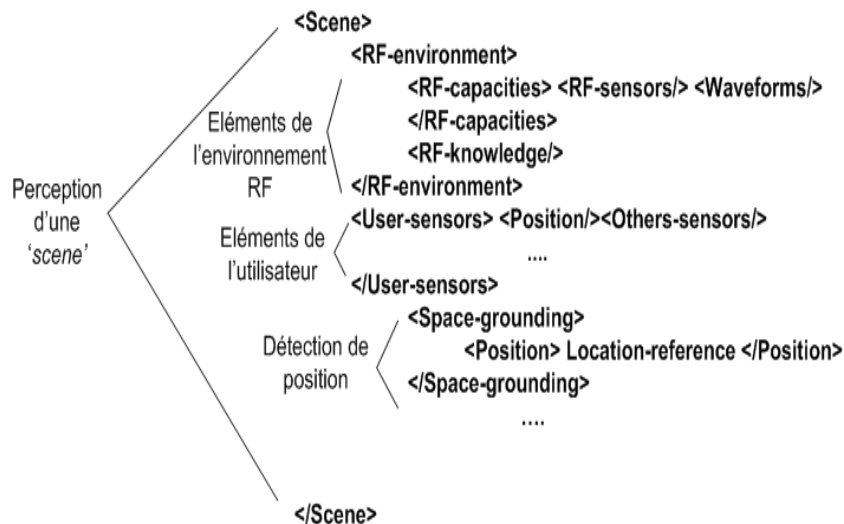 <Scene>
<RF-environment>
<RF-capacities> <RF-sensors/> <Waveforms/>
</RF-capacities>
<RF-knowledge/>
</RF-environment>
Eléments de
l'environnement
RF
Perception
d'une
'scene'
<User-sensors> <Position/><Others-sensors/>
....
</User-sensors>
Eléments de
l'utilisateur
<Space-grounding>
<Position> Location-reference </Position>
</Space-grounding>
....
Détection de
position
</Scene>